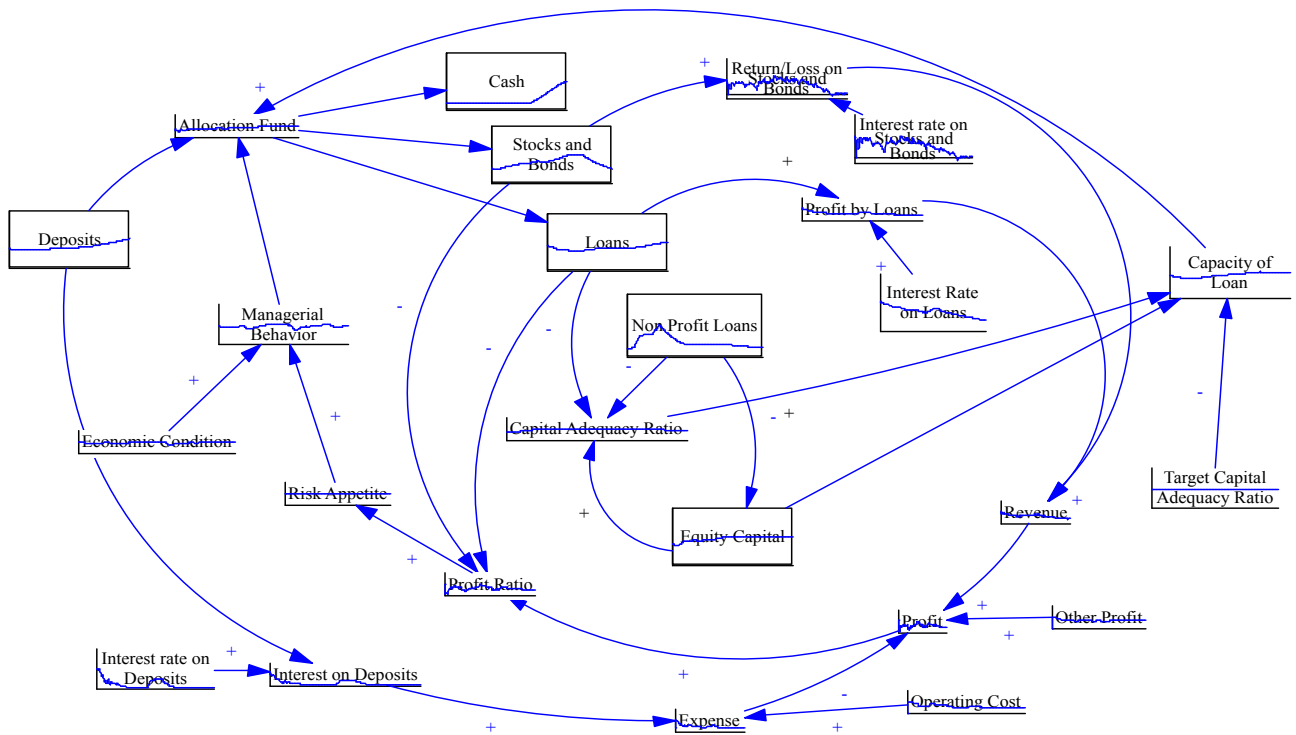 Return/Loss on
Stocks and
Bonds
Cash
+
+
Allocation Fund
Interest rate on
Stocks and
Bonds
Stocks and
Bonds
+
Profit by Loans
Deposits
Loans
Capacity of
Loan
+
Interest Rate
on Loans
Managerial
Behavior
-
Non Profit Loans
-
-
-
+
-
+
- +
Capital Adequacy Ratio
Economic Condition
Target Capital
Adequacy Ratio
Risk Appetite
+
Revenue
+
Equity Capital
+
Profit Ratio
+
Profit
Other Profit
+
Interest rate on
Deposits
+
Interest on Deposits
+
-
Operating Cost
Expense
+
+